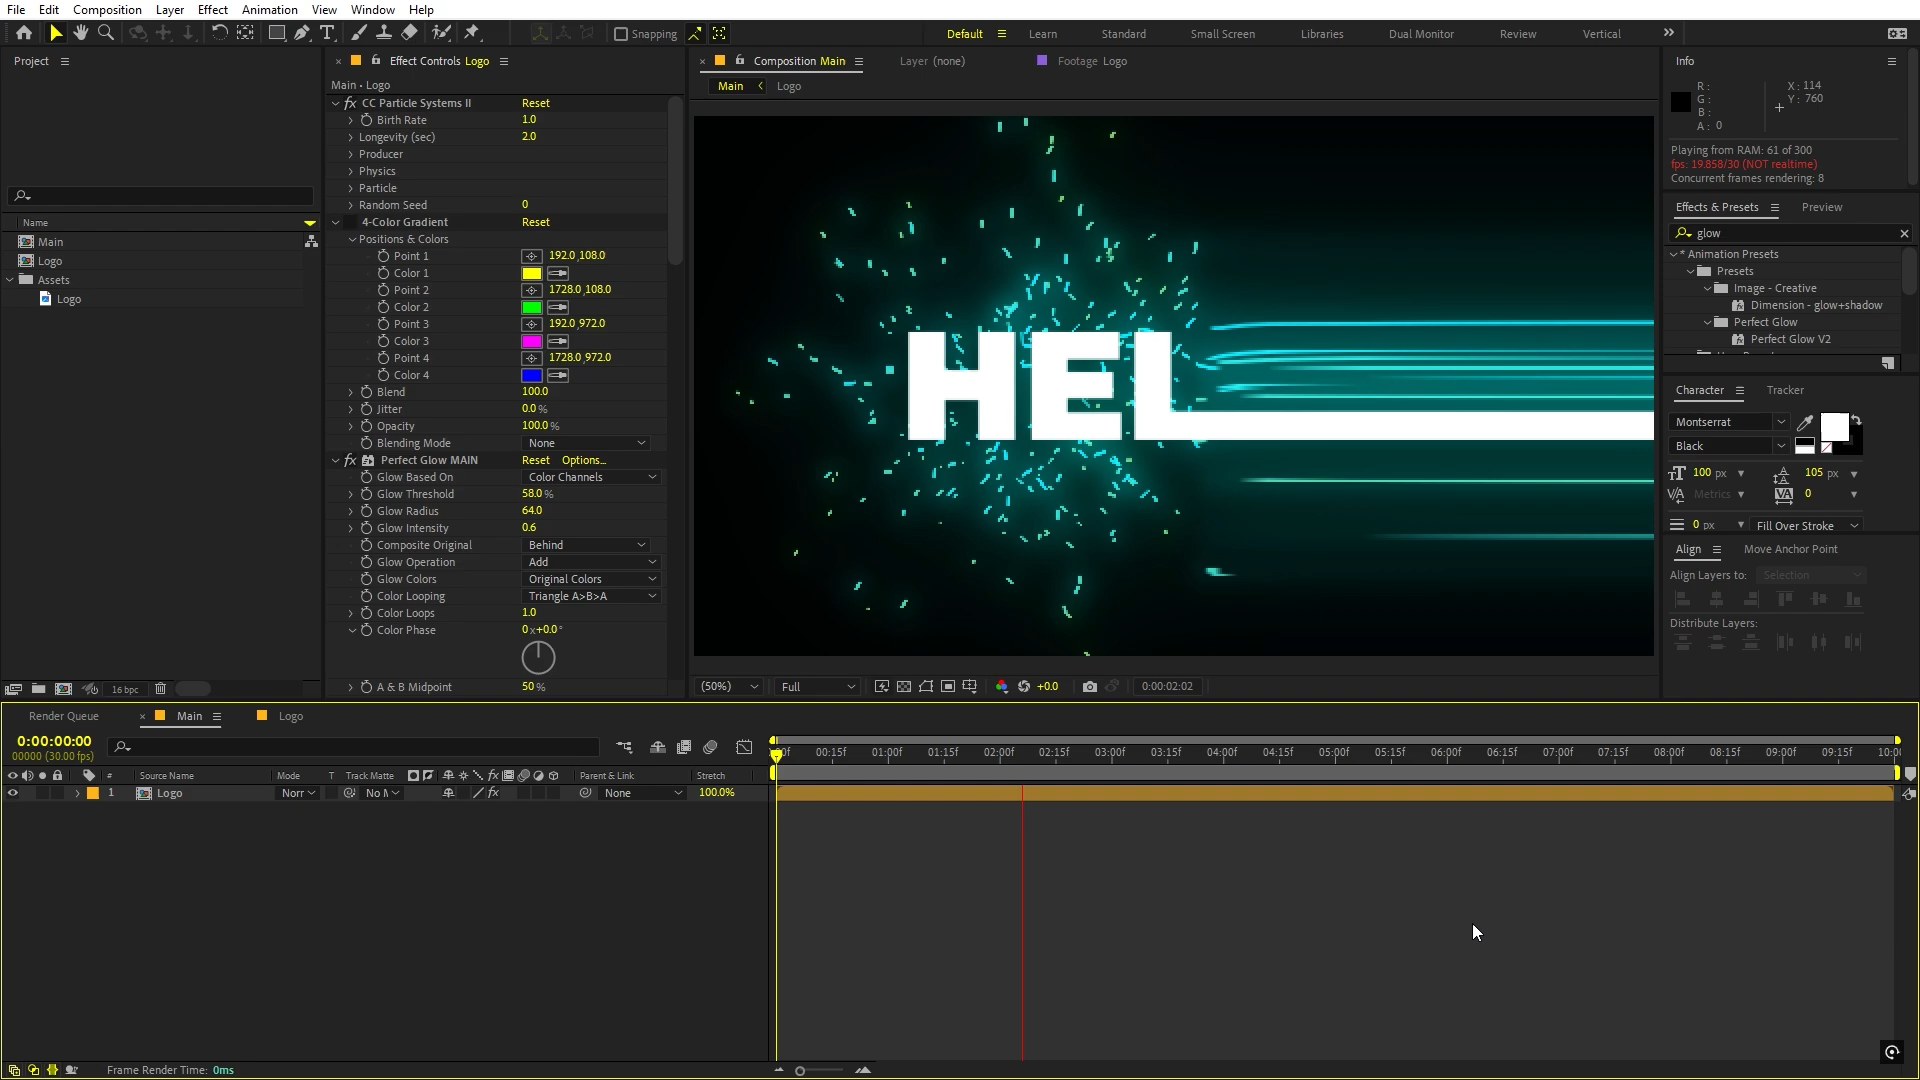 File Edit Composition Layer Effect Animation View Window Help
Snapping Default Learn Standard Small Screen Libraries Dual Monitor Review Vertical
Project
Name
Main
Logo
Assets
Logo
16 bpc
Effect Controls Logo
Main • Logo
fx CC Particle Systems II Reset
Birth Rate 1.0
Longevity (sec) 2.0
Producer
Physics
Particle
Random Seed 0
4-Color Gradient Reset
Positions & Colors
Point 1 192.0,108.0
Color 1
Point 2 1728.0,108.0
Color 2
Point 3 192.0,972.0
Color 3
Point 4 1728.0,972.0
Color 4
Blend 100.0
Jitter 0.0 %
Opacity 100.0 %
Blending Mode None
fx Perfect Glow MAIN Reset Options...
Glow Based On Color Channels
Glow Threshold 58.0 %
Glow Radius 64.0
Glow Intensity 0.6
Composite Original Behind
Glow Operation Add
Glow Colors Original Colors
Color Looping Triangle A>B>A
Color Loops 1.0
Color Phase 0x+0.0°
A & B Midpoint 50 %
Composition Main Layer (none) Footage Logo
Main Logo
HEL
(50%) Full +0.0 0:00:02:02
Info
R :
G :
B :
A : 0
X : 114
Y : 760
Playing from RAM: 61 of 300
fps: 19.858/30 (NOT realtime)
Concurrent frames rendering: 8
Effects & Presets Preview
glow
* Animation Presets
Presets
Image - Creative
Dimension - glow+shadow
Perfect Glow
Perfect Glow V2
Character Tracker
Montserrat
Black
100 px 105 px
Metrics 0
0 px Fill Over Stroke
Align Move Anchor Point
Align Layers to: Selection
Distribute Layers:
Render Queue Main Logo
0:00:00:00
00000 (30.00 fps)
00f 00:15f 01:00f 01:15f 02:00f 02:15f 03:00f 03:15f 04:00f 04:15f 05:00f 05:15f 06:00f 06:15f 07:00f 07:15f 08:00f 08:15f 09:00f 09:15f 10:0
# Source Name Mode T Track Matte fx Parent & Link Stretch
1 Logo Norr No M fx None 100.0%
Frame Render Time: 0ms